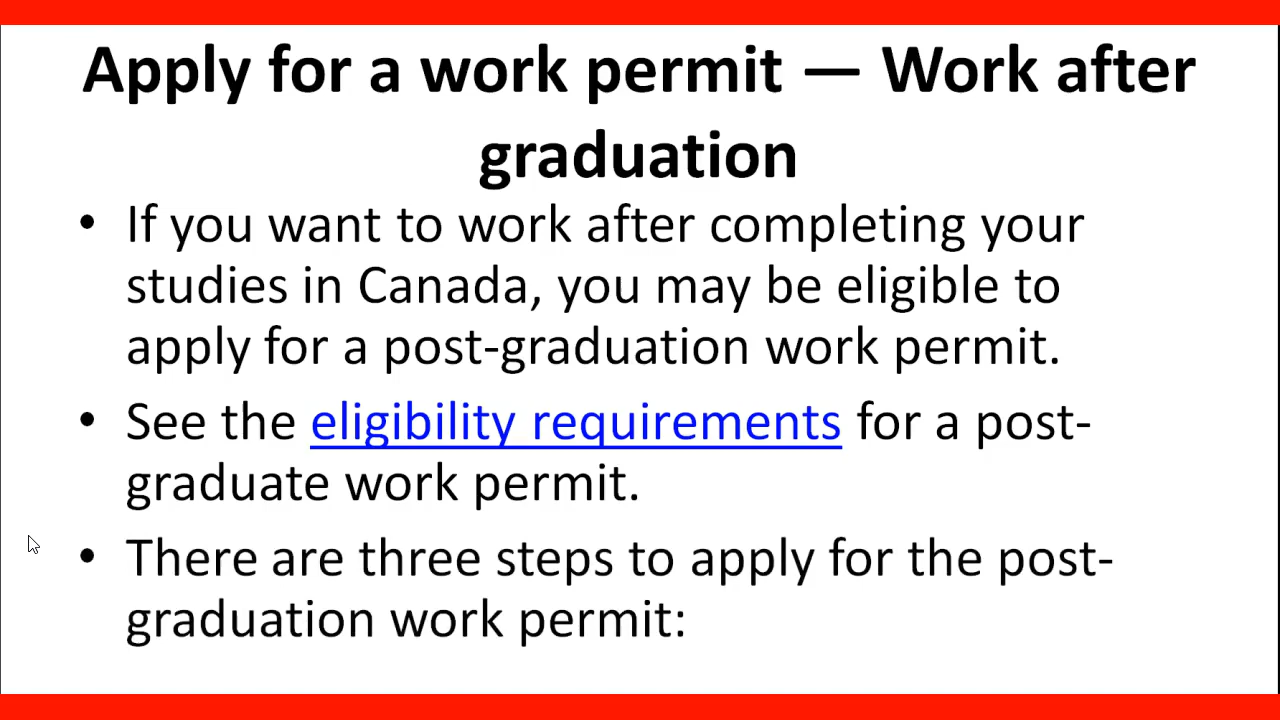 Apply for a work permit — Work after
graduation
• If you want to work after completing your
studies in Canada, you may be eligible to
apply for a post-graduation work permit.
• See the eligibility requirements for a post-
graduate work permit.
• There are three steps to apply for the post-
graduation work permit: